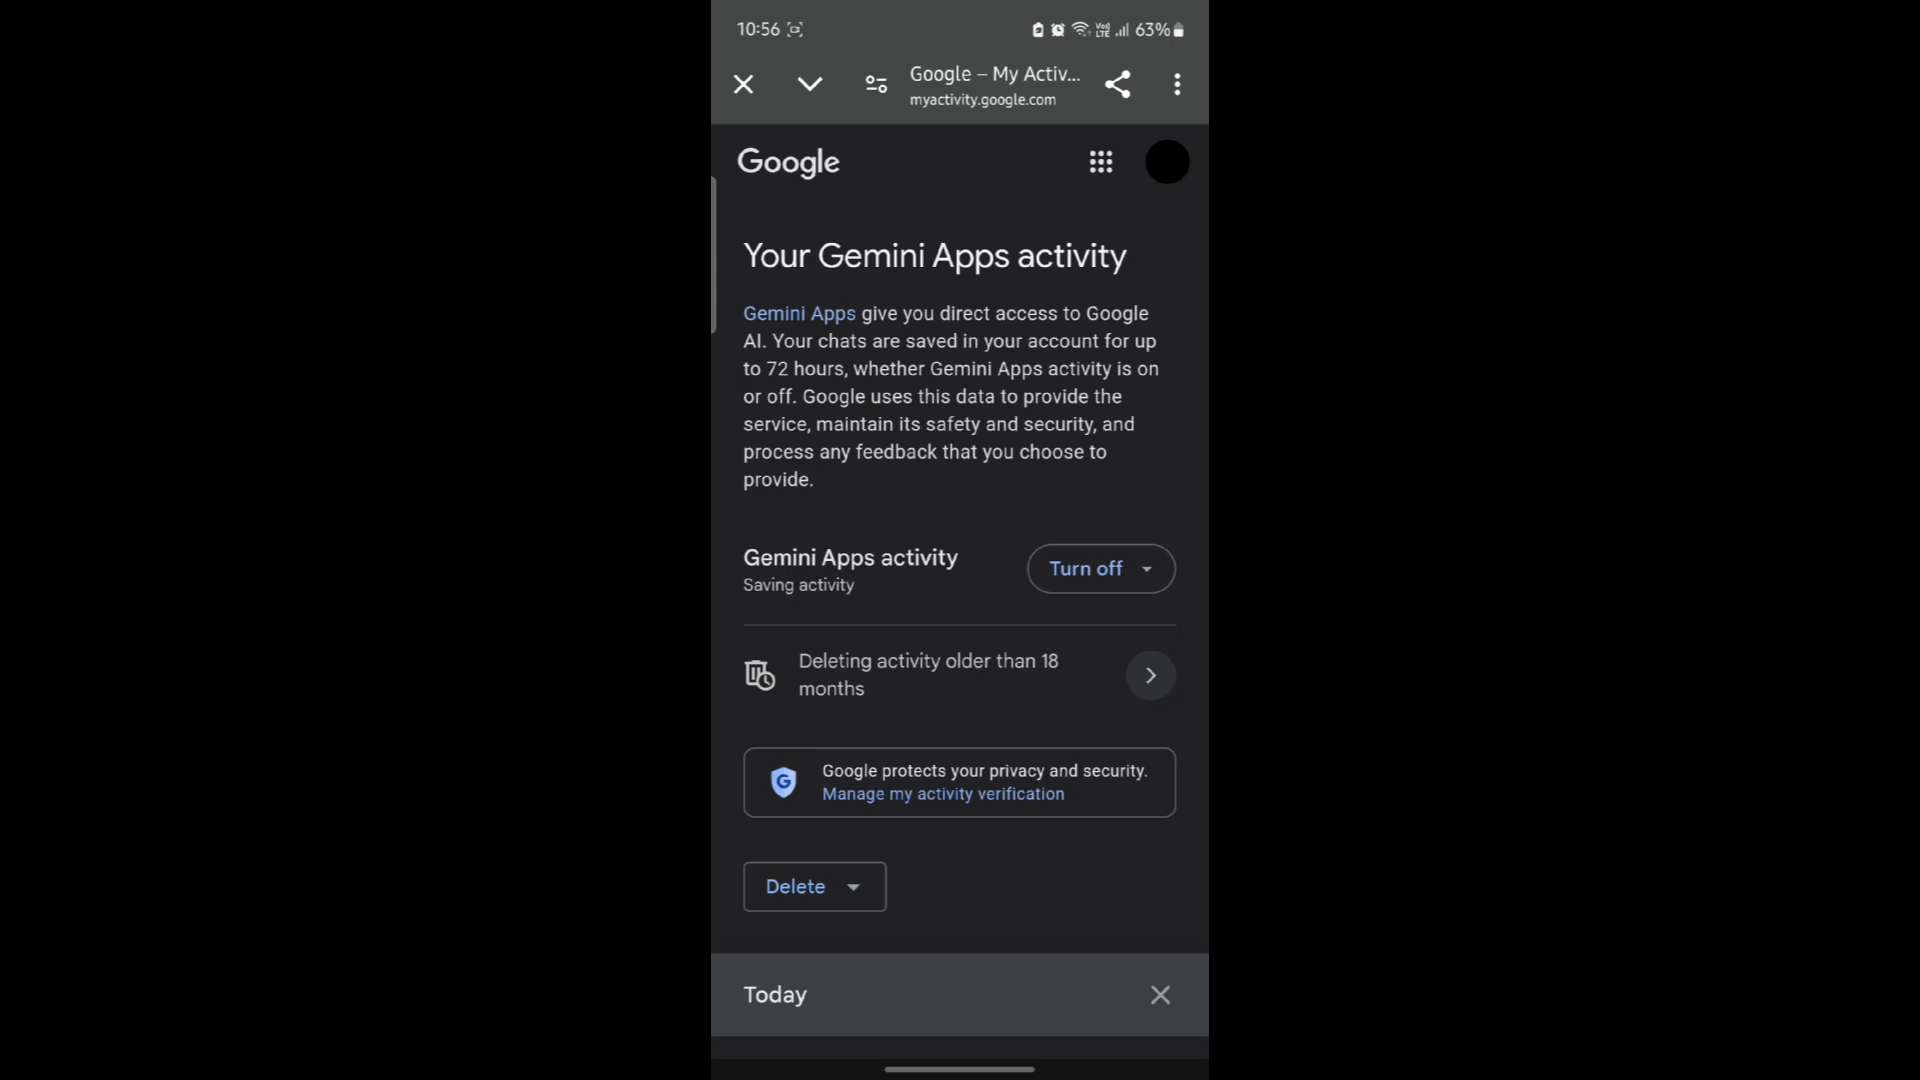 10:56
Vo) LTE 63%
Google – My Activ...
myactivity.google.com
Google
Your Gemini Apps activity
Gemini Apps give you direct access to Google
AI. Your chats are saved in your account for up
to 72 hours, whether Gemini Apps activity is on
or off. Google uses this data to provide the
service, maintain its safety and security, and
process any feedback that you choose to
provide.
Gemini Apps activity
Turn off
Saving activity
Deleting activity older than 18
months
G
Google protects your privacy and security.
Manage my activity verification
Delete
Today